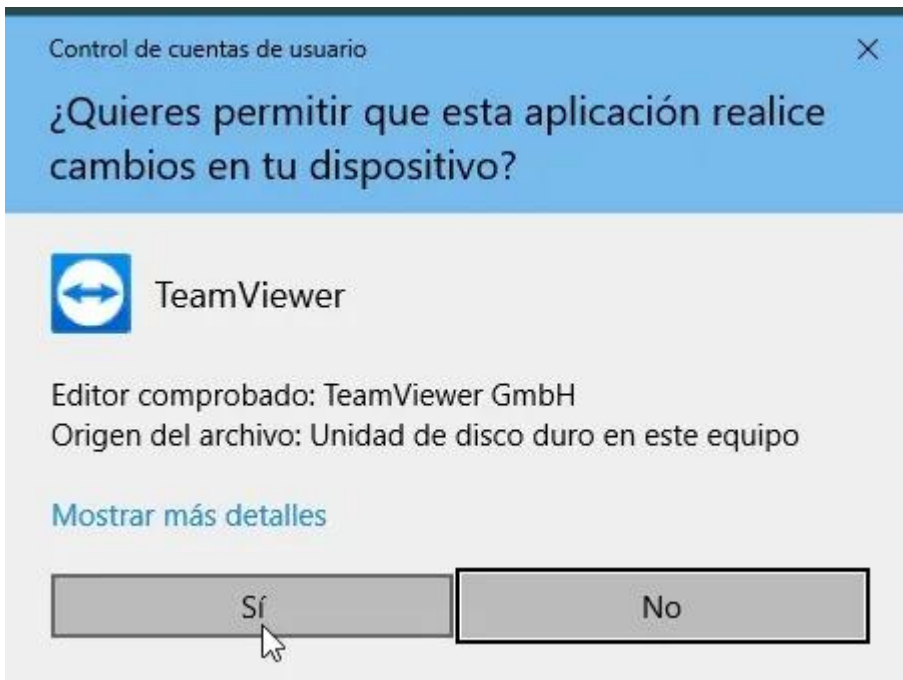 Control de cuentas de usuario
¿Quieres permitir que esta aplicación realice
cambios en tu dispositivo?
TeamViewer
Editor comprobado: TeamViewer GmbH
Origen del archivo: Unidad de disco duro en este equipo
Mostrar más detalles
Sí
No